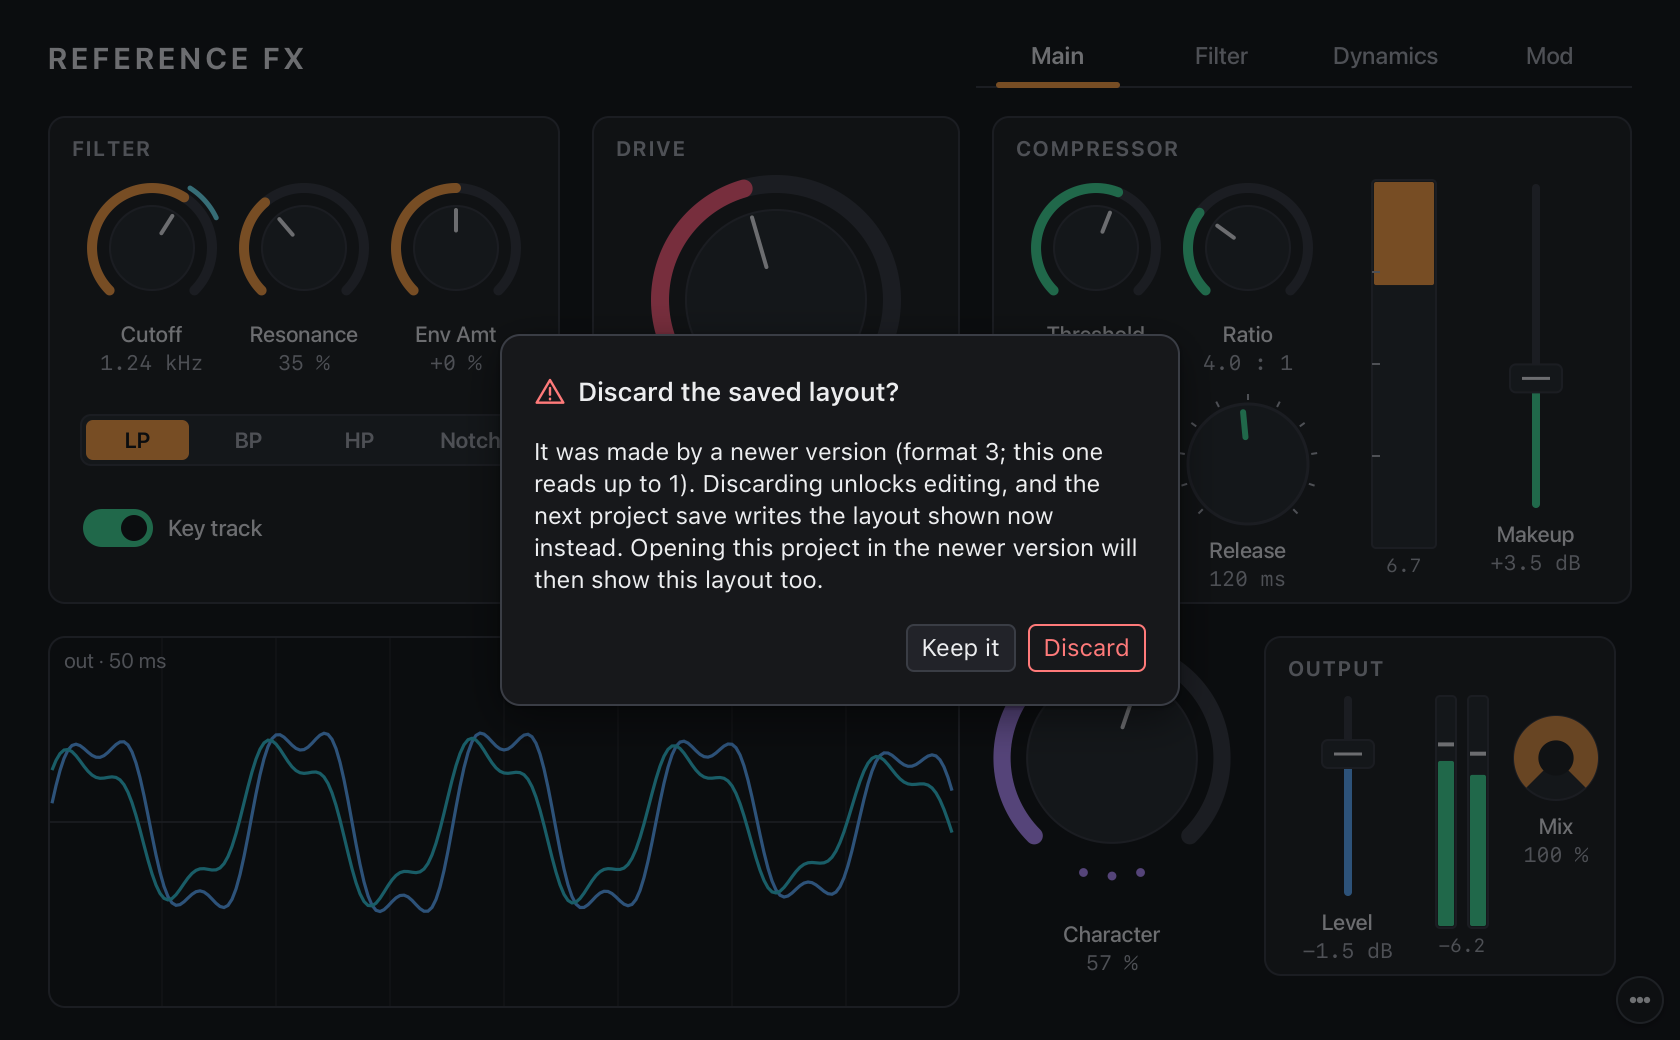 REFERENCE FX
Main
Filter
Dynamics
Mod
FILTER
Cutoff
1.24 kHz
Resonance
35 %
Env Amt
+0 %
LP
BP
HP
Notch
Key track
DRIVE
COMPRESSOR
Threshold
Ratio
4.0 : 1
Release
120 ms
6.7
Makeup
+3.5 dB
Discard the saved layout?
It was made by a newer version (format 3; this one
reads up to 1). Discarding unlocks editing, and the
next project save writes the layout shown now
instead. Opening this project in the newer version will
then show this layout too.
Keep it
Discard
out · 50 ms
Character
57 %
OUTPUT
Level
−1.5 dB
−6.2
Mix
100 %